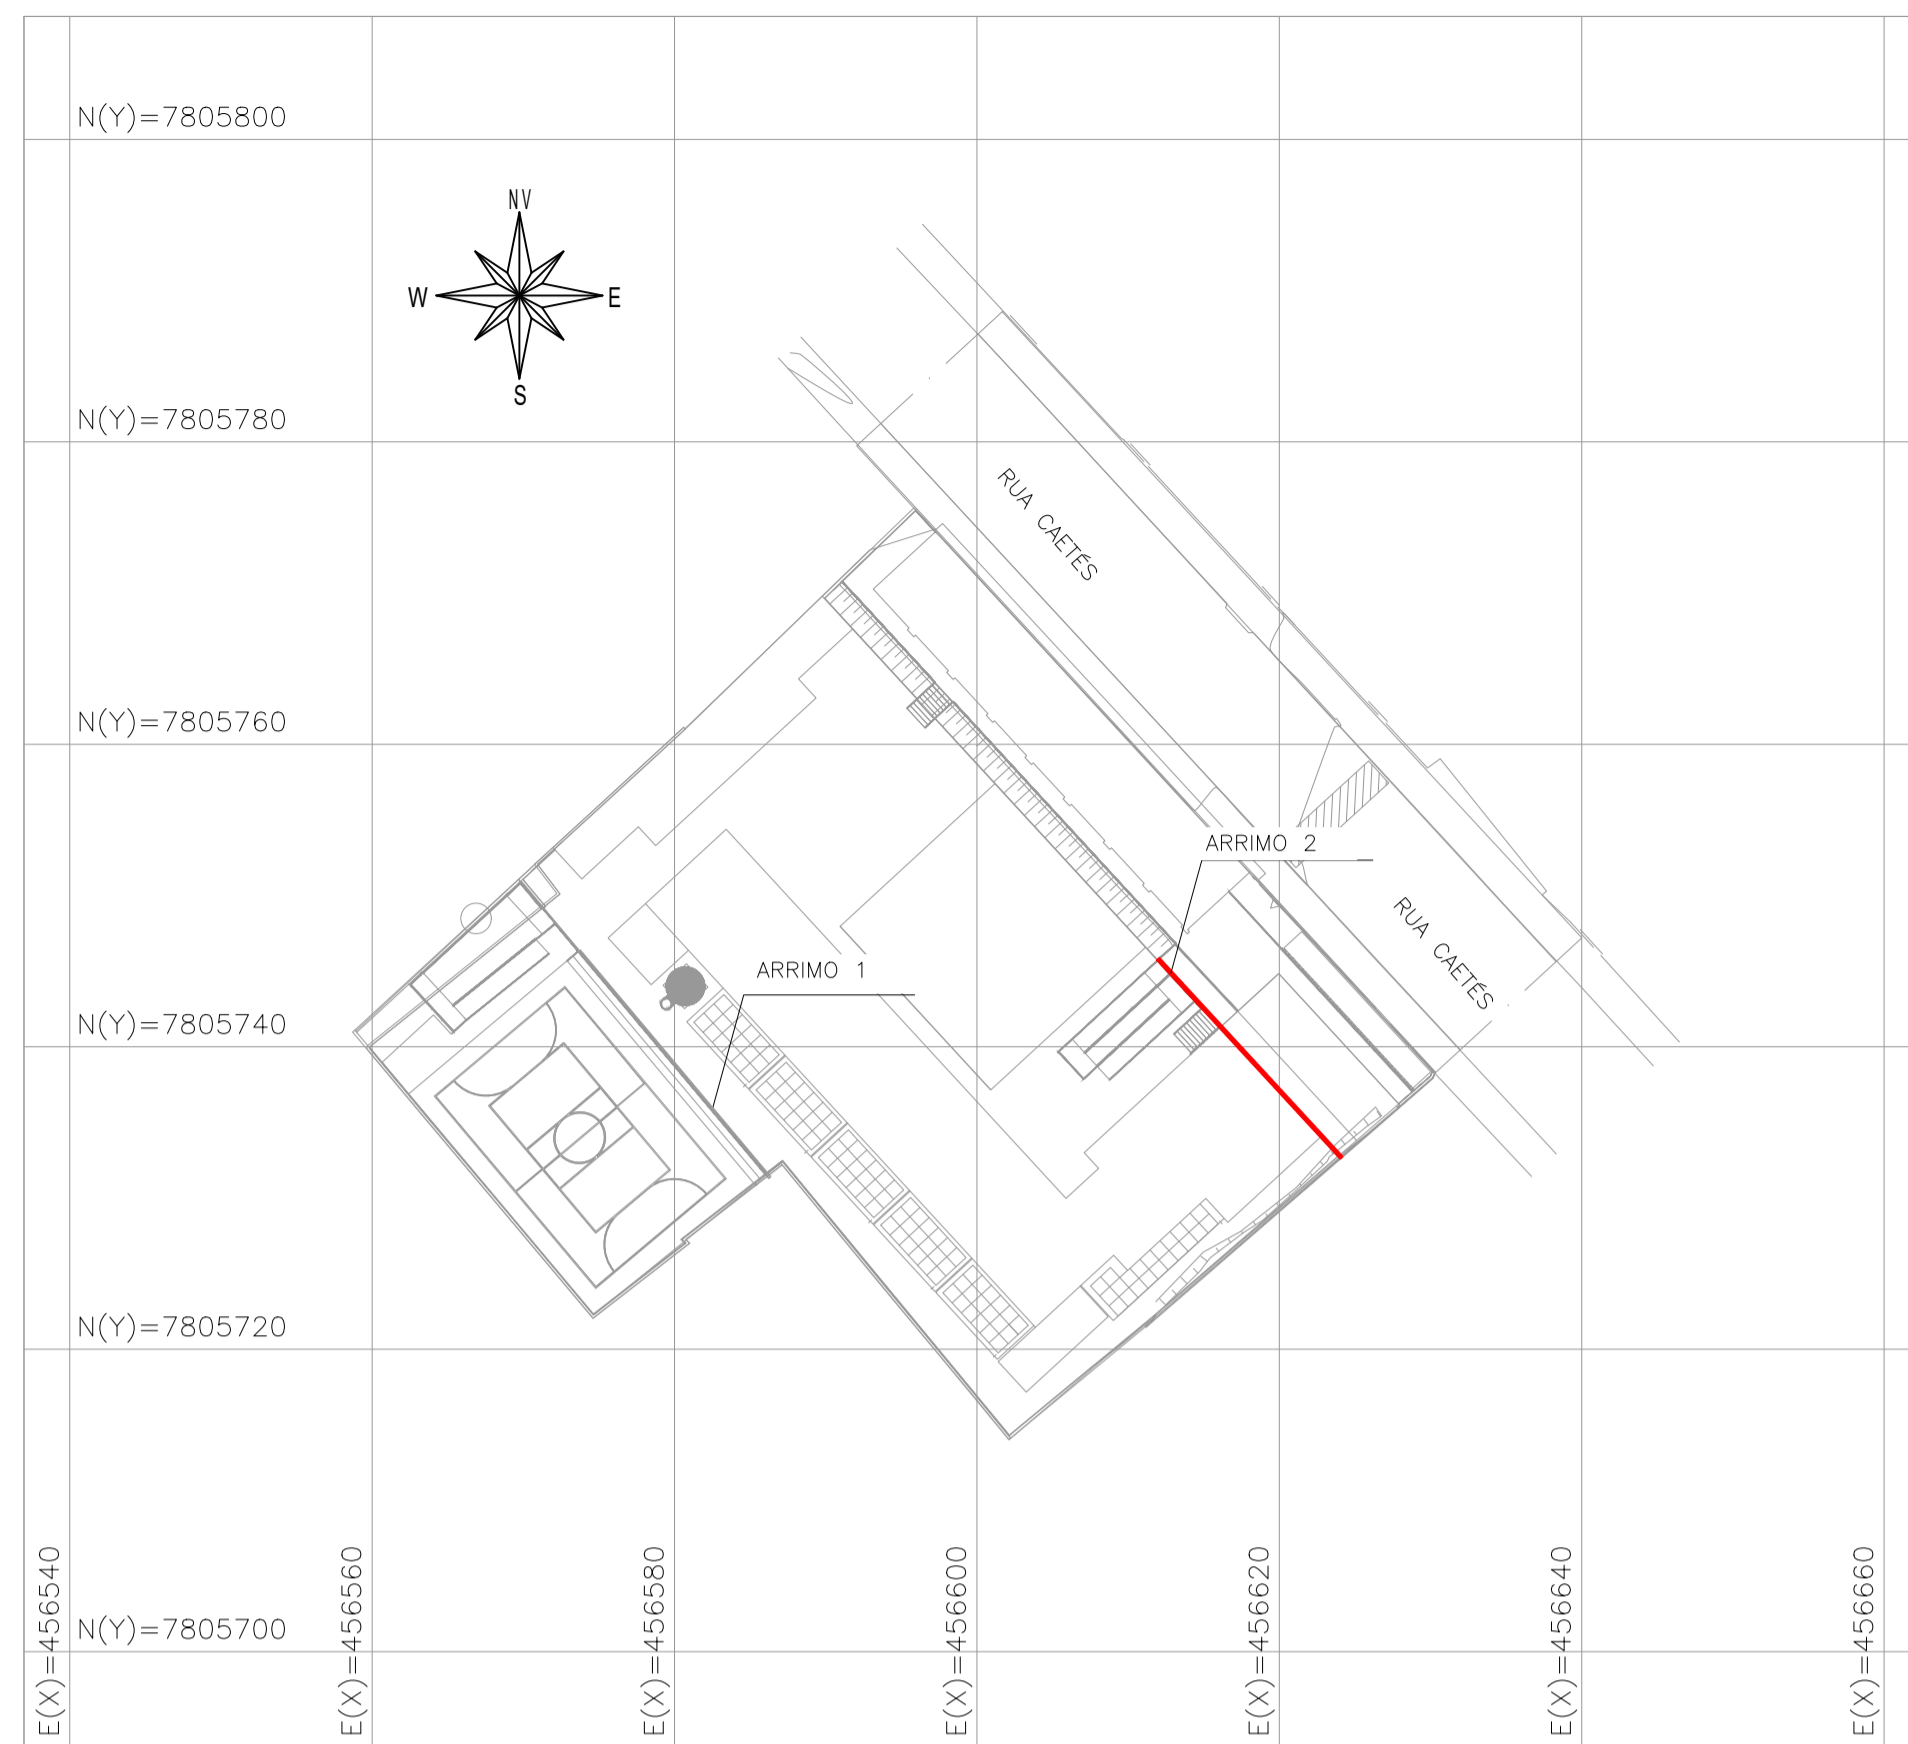 N(Y)=7805800
NV
W E
S
N(Y)=7805780
RUA CAETÉS
N(Y)=7805760
ARRIMO 2
RUA CAETÉS
ARRIMO 1
N(Y)=7805740
N(Y)=7805720
N(Y)=7805700
E(X)=456540
E(X)=456560
E(X)=456580
E(X)=456600
E(X)=456620
E(X)=456640
E(X)=456660